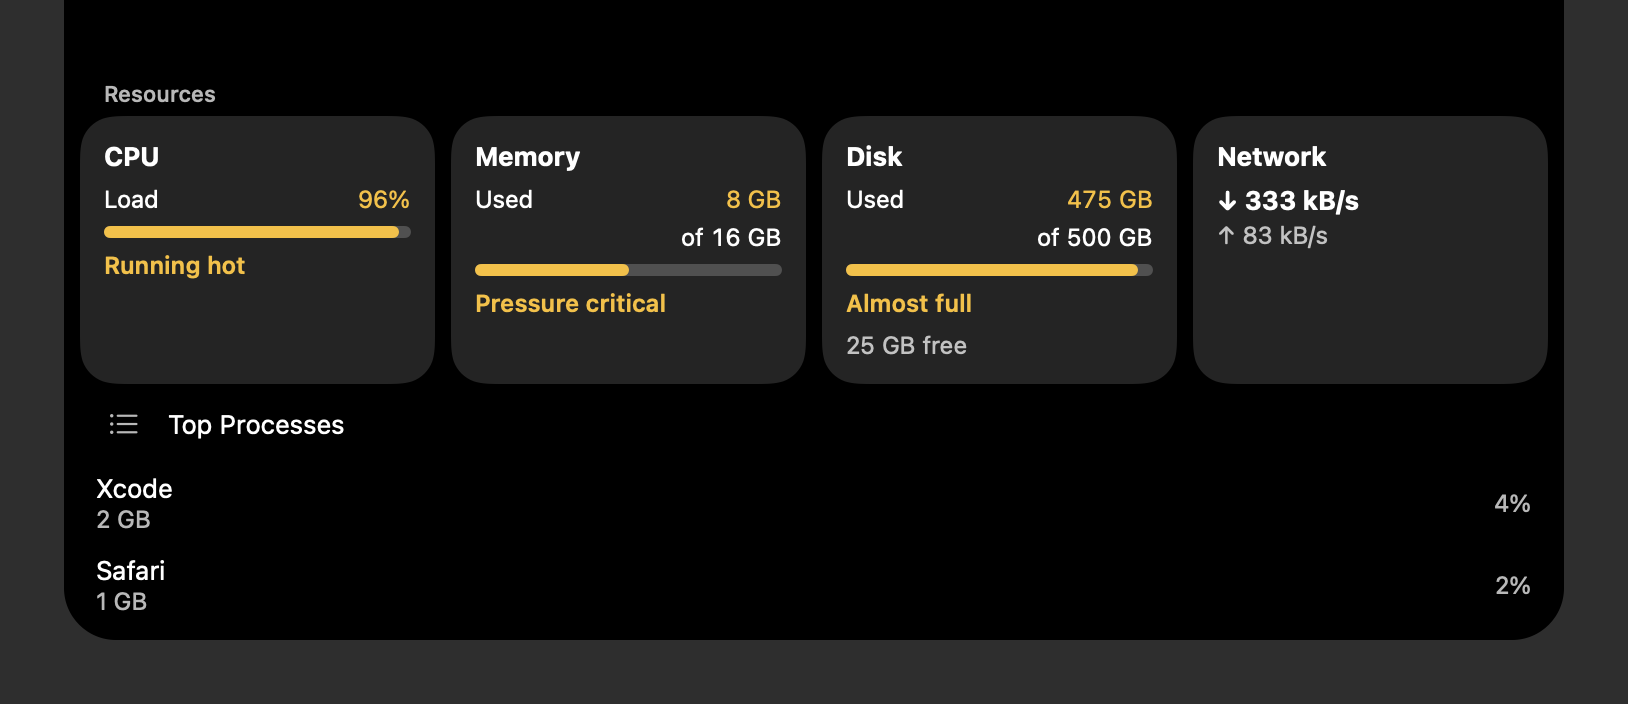 Resources
CPU
Load 96%
Running hot
Memory
Used 8 GB
of 16 GB
Pressure critical
Disk
Used 475 GB
of 500 GB
Almost full
25 GB free
Network
↓ 333 kB/s
↑ 83 kB/s
Top Processes
Xcode
2 GB
4%
Safari
1 GB
2%